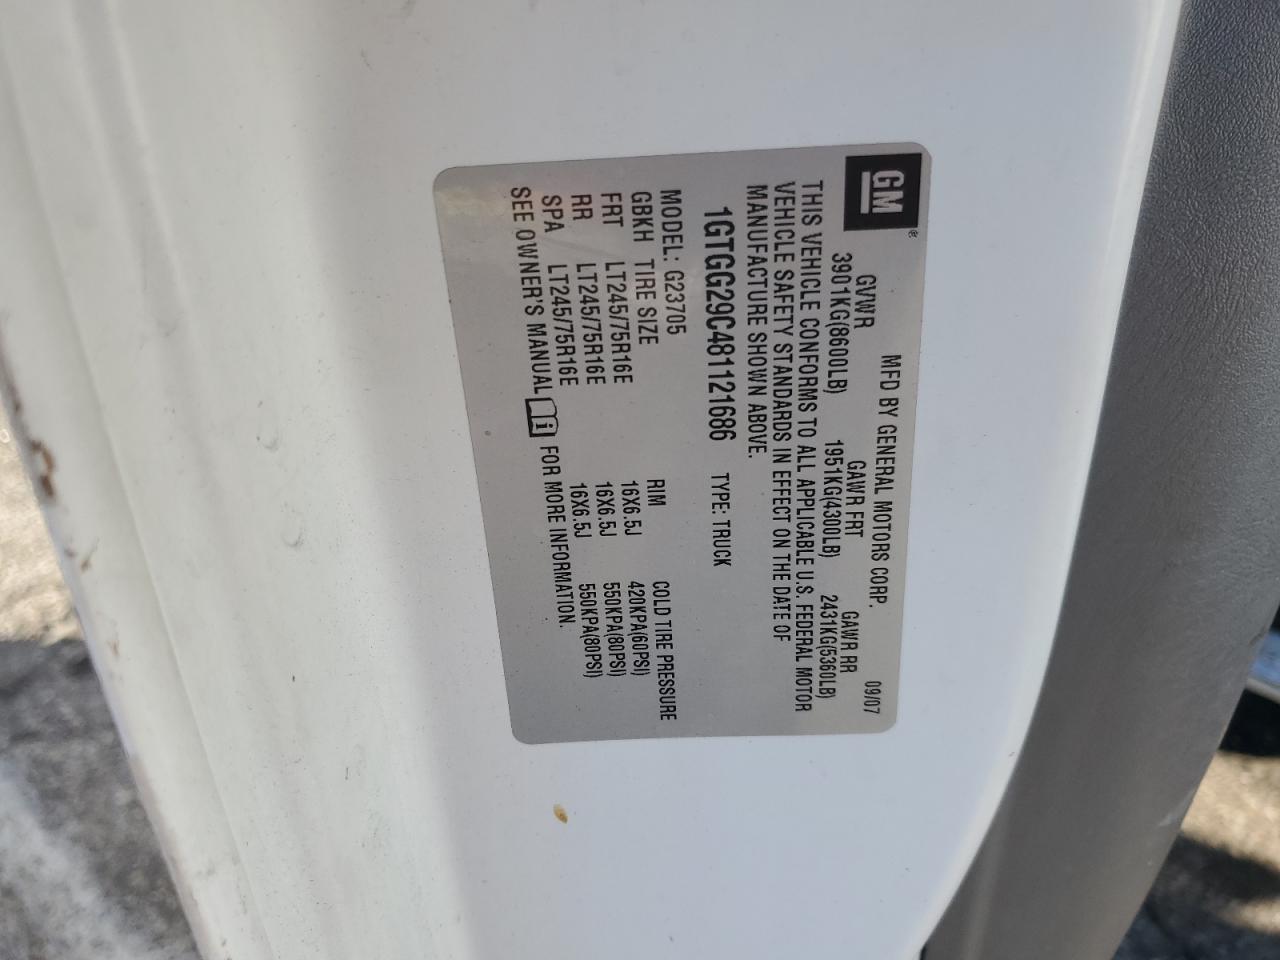 GM®
MFD BY GENERAL MOTORS CORP. 09/07
GVWR GAWR FRT GAWR RR
3901KG(8600LB) 1951KG(4300LB) 2431KG(5360LB)
THIS VEHICLE CONFORMS TO ALL APPLICABLE U.S. FEDERAL MOTOR
VEHICLE SAFETY STANDARDS IN EFFECT ON THE DATE OF
MANUFACTURE SHOWN ABOVE.
1GTGG29C481121686 TYPE: TRUCK
MODEL: G23705
GBKH TIRE SIZE RIM COLD TIRE PRESSURE
FRT LT245/75R16E 16X6.5J 420KPA(60PSI)
RR LT245/75R16E 16X6.5J 550KPA(80PSI)
SPA LT245/75R16E 16X6.5J 550KPA(80PSI)
SEE OWNER'S MANUAL i FOR MORE INFORMATION.